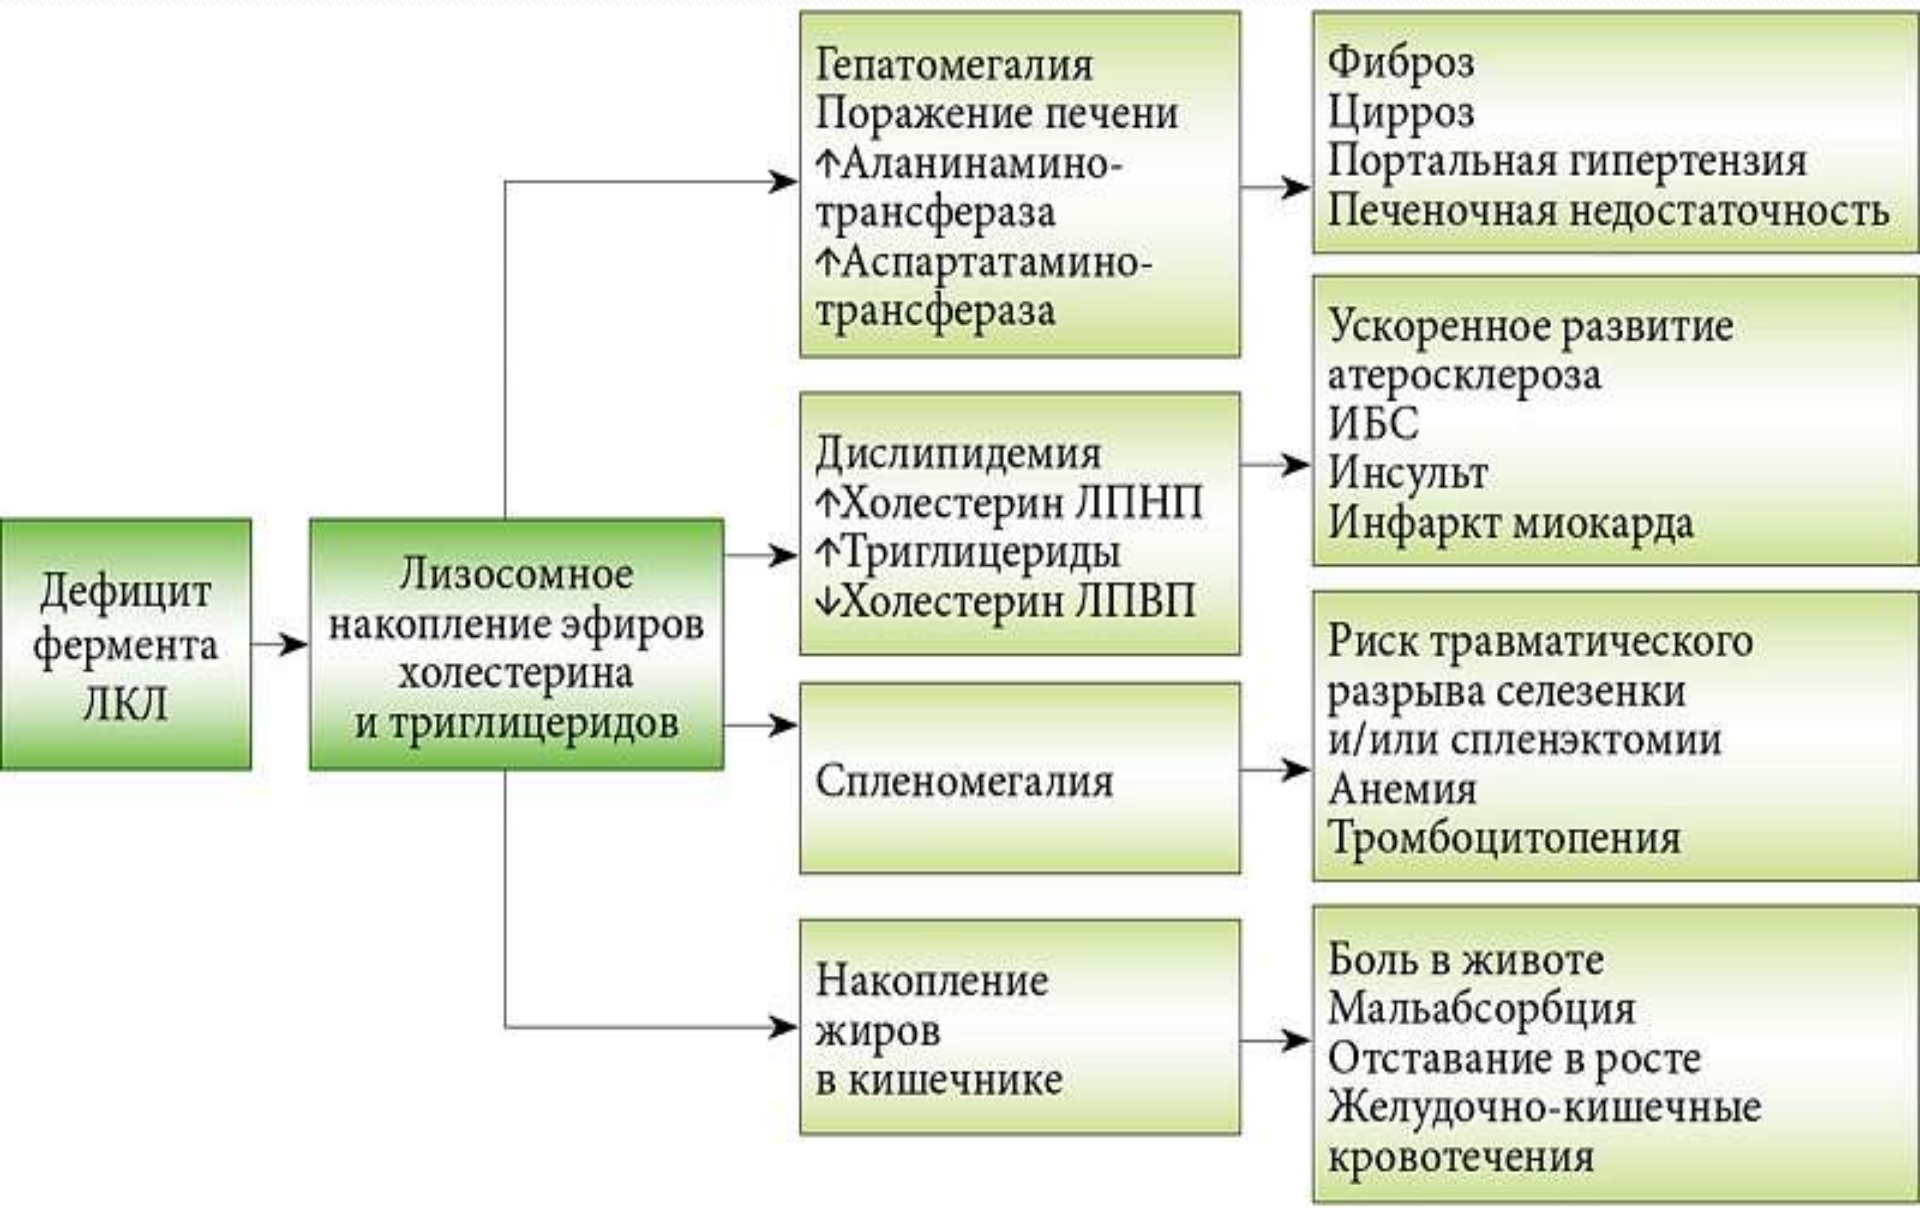 Дефицит
фермента
ЛКЛ
Лизосомное
накопление эфиров
холестерина
и триглицеридов
Гепатомегалия
Поражение печени
↑Аланинамино-
трансфераза
↑Аспартатамино-
трансфераза
Фиброз
Цирроз
Портальная гипертензия
Печеночная недостаточность
Дислипидемия
↑Холестерин ЛПНП
↑Триглицериды
↓Холестерин ЛПВП
Ускоренное развитие
атеросклероза
ИБС
Инсульт
Инфаркт миокарда
Спленомегалия
Риск травматического
разрыва селезенки
и/или спленэктомии
Анемия
Тромбоцитопения
Накопление
жиров
в кишечнике
Боль в животе
Мальабсорбция
Отставание в росте
Желудочно-кишечные
кровотечения